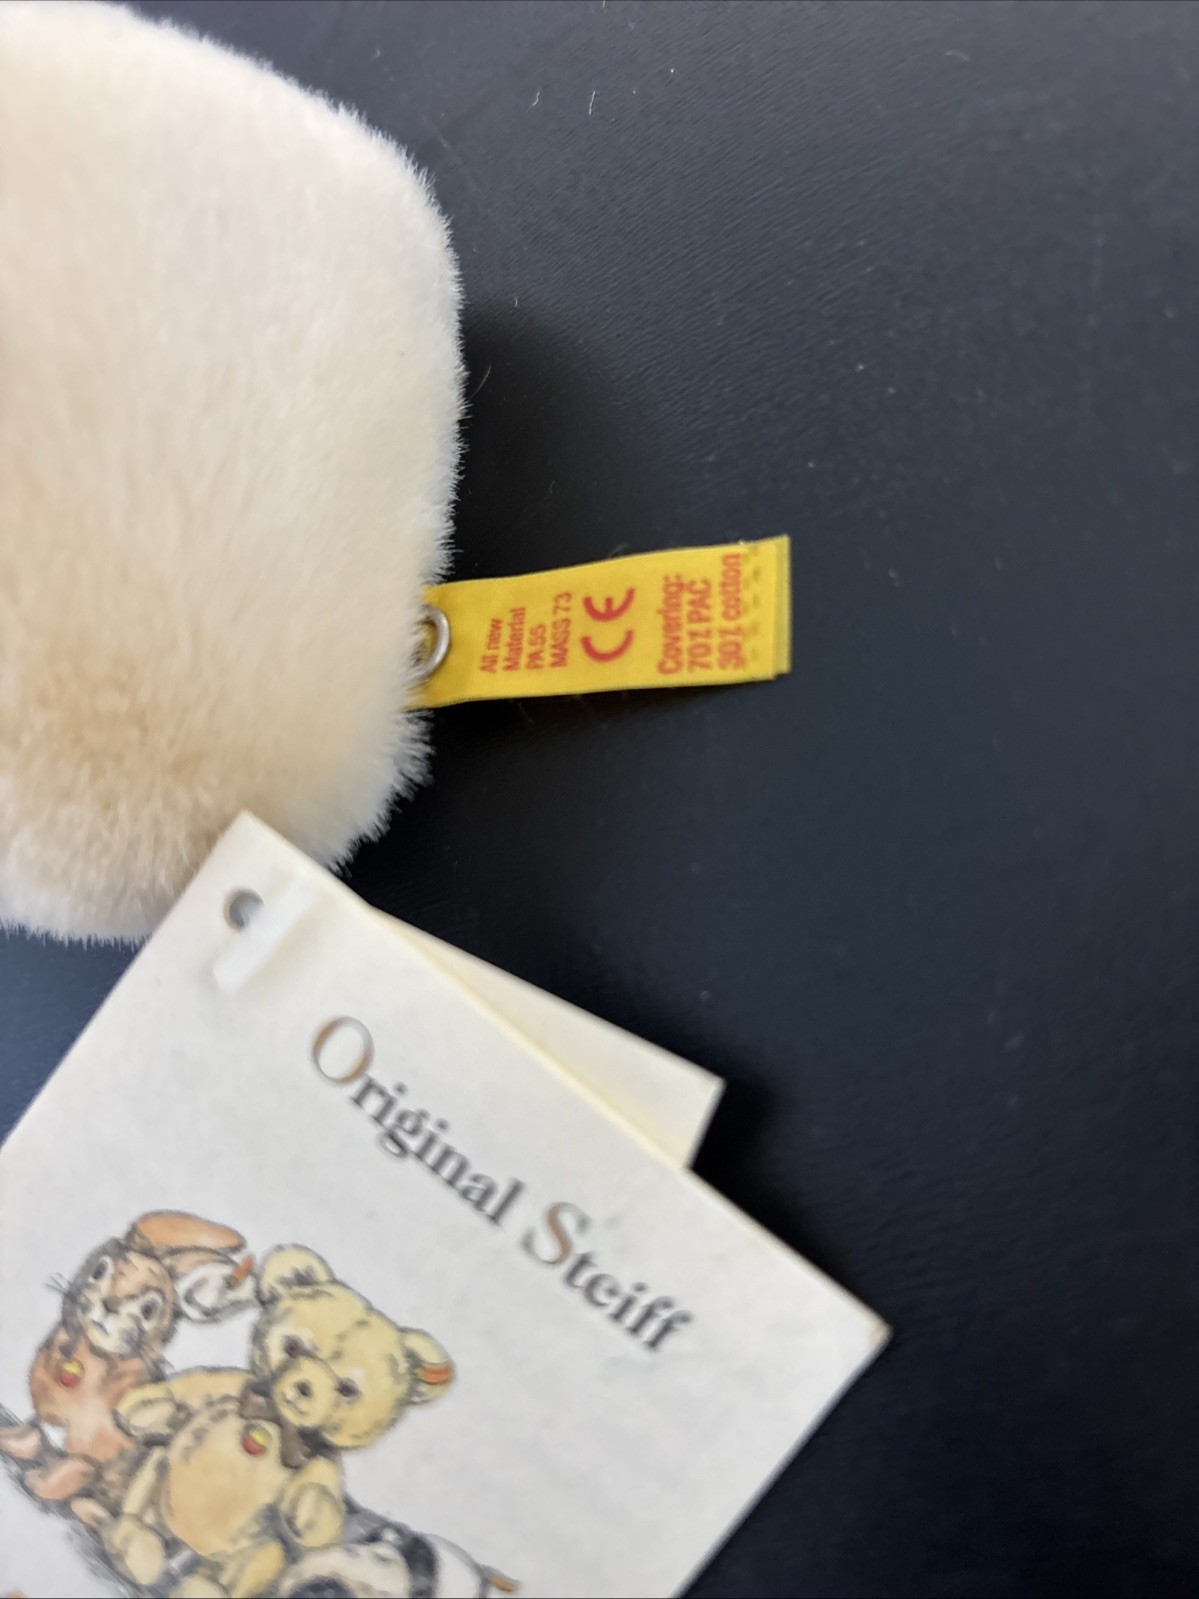 All new
Material
PA 55
MASS 73
CE
Covering:
70% PAC
30% cotton
Original Steiff